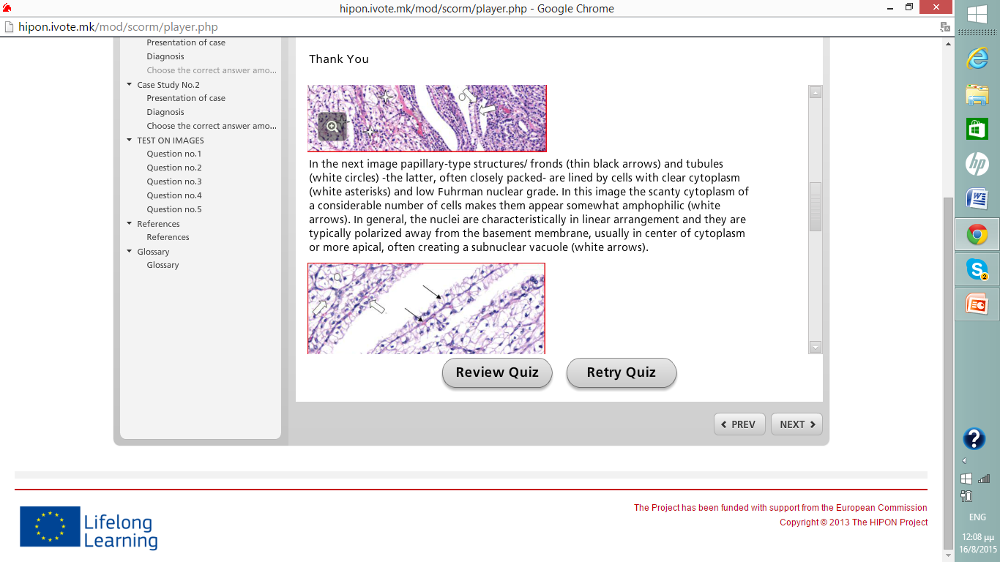 hipon.ivote.mk/mod/scorm/player.php - Google Chrome
hipon.ivote.mk/mod/scorm/player.php
Presentation of case
Diagnosis
Choose the correct answer amo...
Case Study No.2
Presentation of case
Diagnosis
Choose the correct answer amo...
TEST ON IMAGES
Question no.1
Question no.2
Question no.3
Question no.4
Question no.5
References
References
Glossary
Glossary
Thank You
In the next image papillary-type structures/ fronds (thin black arrows) and tubules
(white circles) -the latter, often closely packed- are lined by cells with clear cytoplasm
(white asterisks) and low Fuhrman nuclear grade. In this image the scanty cytoplasm of
a considerable number of cells makes them appear somewhat amphophilic (white
arrows). In general, the nuclei are characteristically in linear arrangement and they are
typically polarized away from the basement membrane, usually in center of cytoplasm
or more apical, often creating a subnuclear vacuole (white arrows).
Review Quiz
Retry Quiz
PREV
NEXT
Lifelong
Learning
The Project has been funded with support from the European Commission
Copyright © 2013 The HIPON Project
hp
W
S
2
P
?
ENG
12:08 μμ
16/8/2015